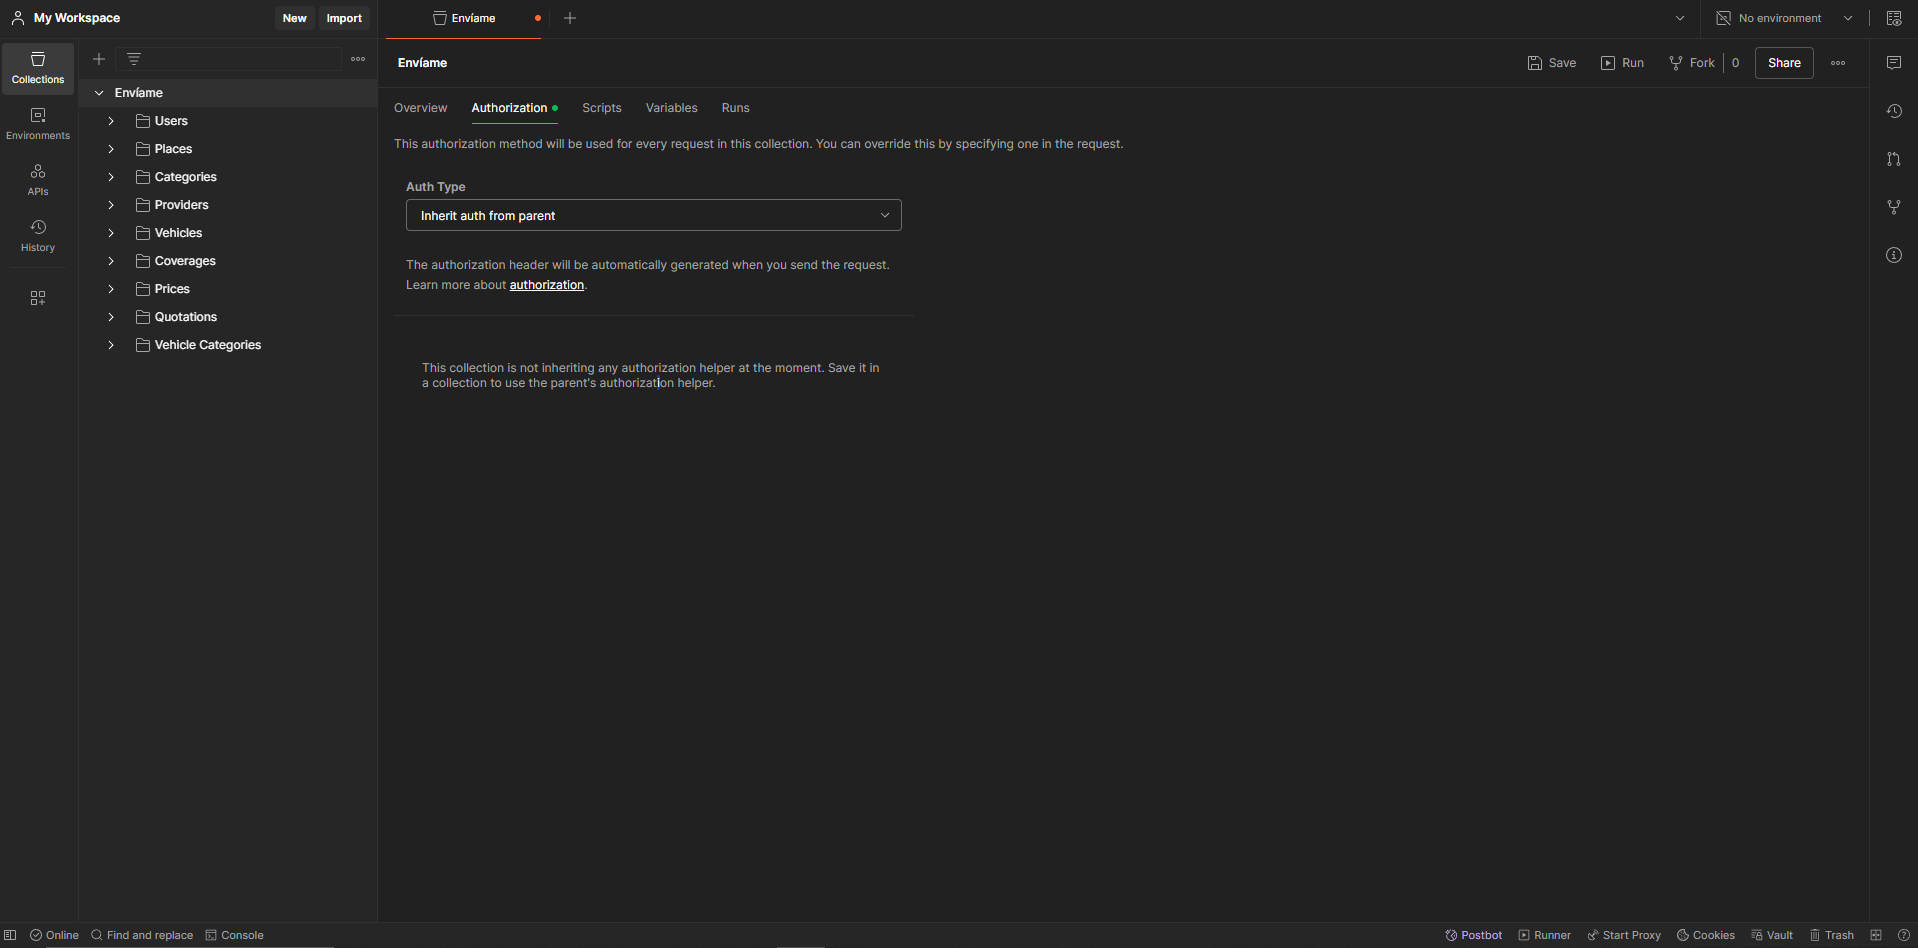 My Workspace
New
Import
Envíame
No environment
Collections
Environments
APIs
History
Envíame
Users
Places
Categories
Providers
Vehicles
Coverages
Prices
Quotations
Vehicle Categories
Envíame
Save
Run
Fork
0
Share
Overview
Authorization
Scripts
Variables
Runs
This authorization method will be used for every request in this collection. You can override this by specifying one in the request.
Auth Type
Inherit auth from parent
The authorization header will be automatically generated when you send the request.
Learn more about authorization.
This collection is not inheriting any authorization helper at the moment. Save it in
a collection to use the parent's authorization helper.
Online
Find and replace
Console
Postbot
Runner
Start Proxy
Cookies
Vault
Trash